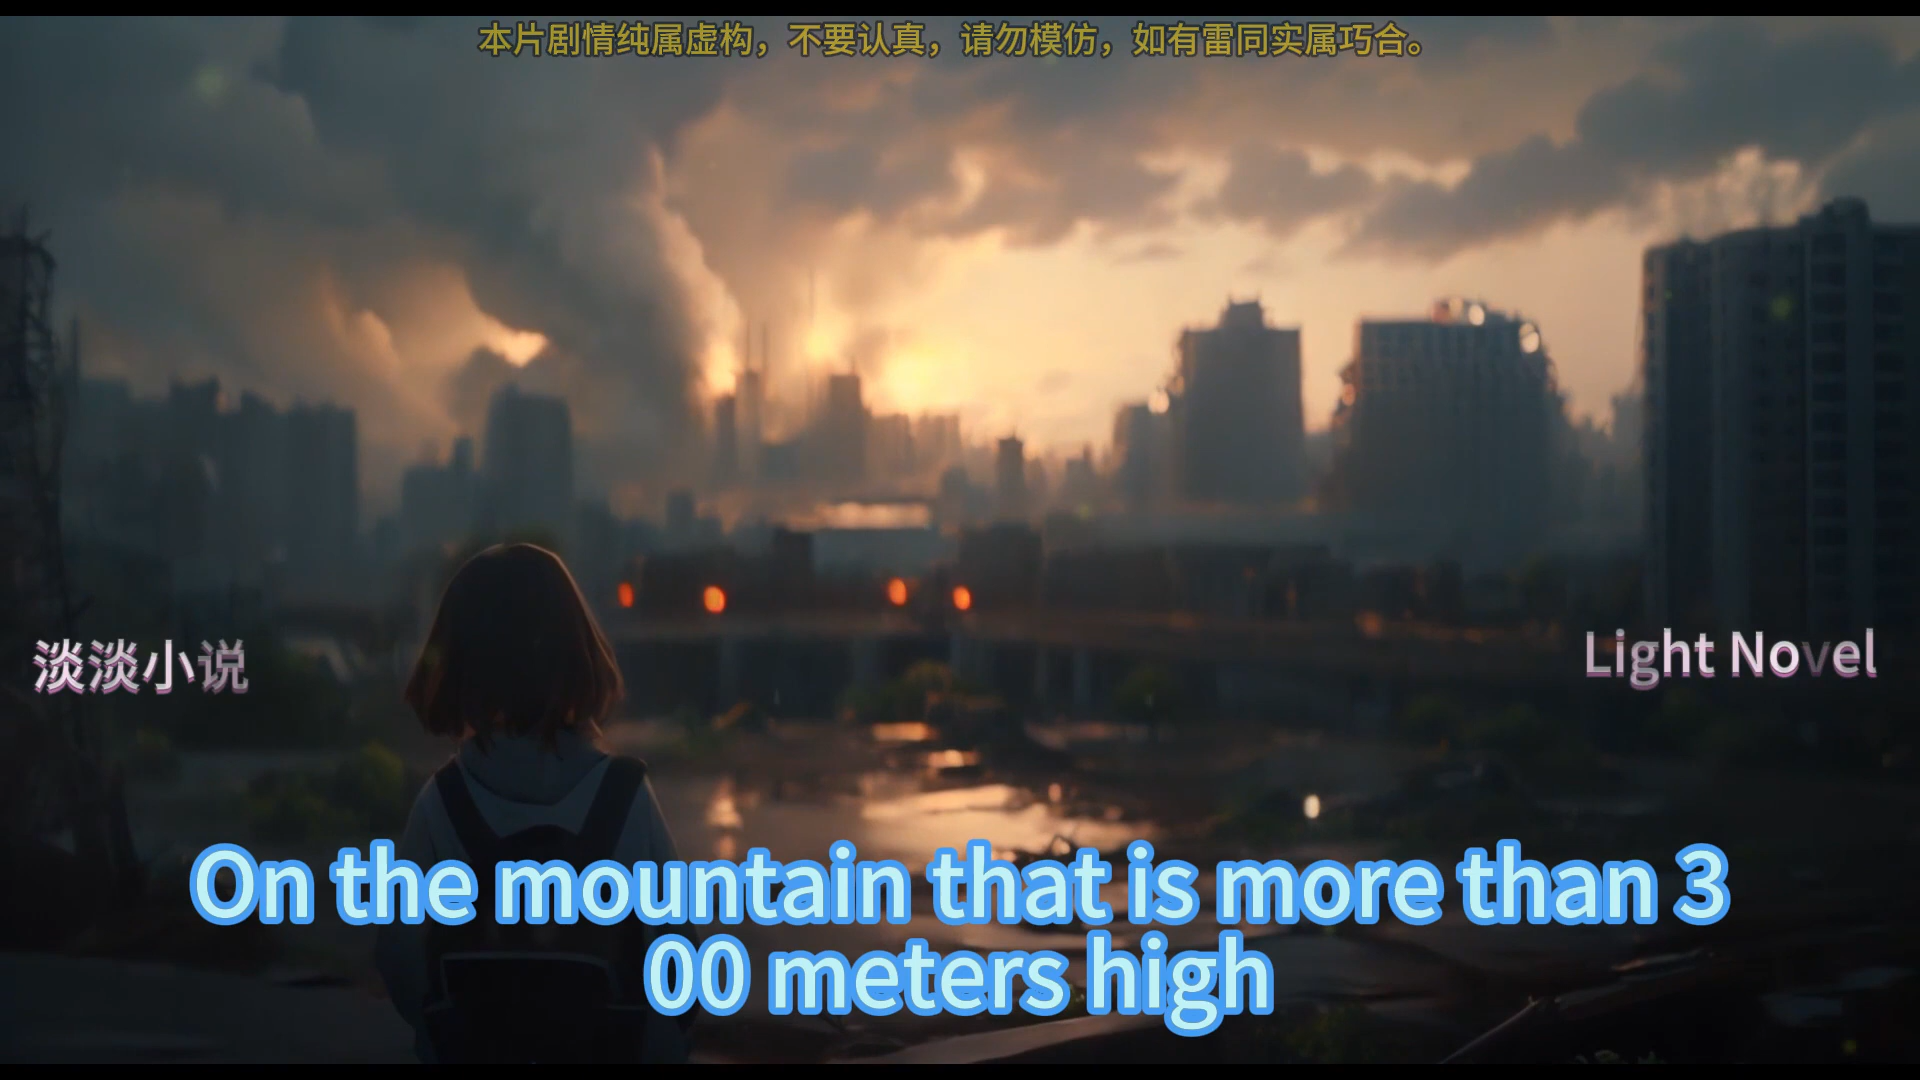 本片剧情纯属虚构，不要认真，请勿模仿，如有雷同实属巧合。
淡淡小说
Light Novel
On the mountain that is more than 3
00 meters high